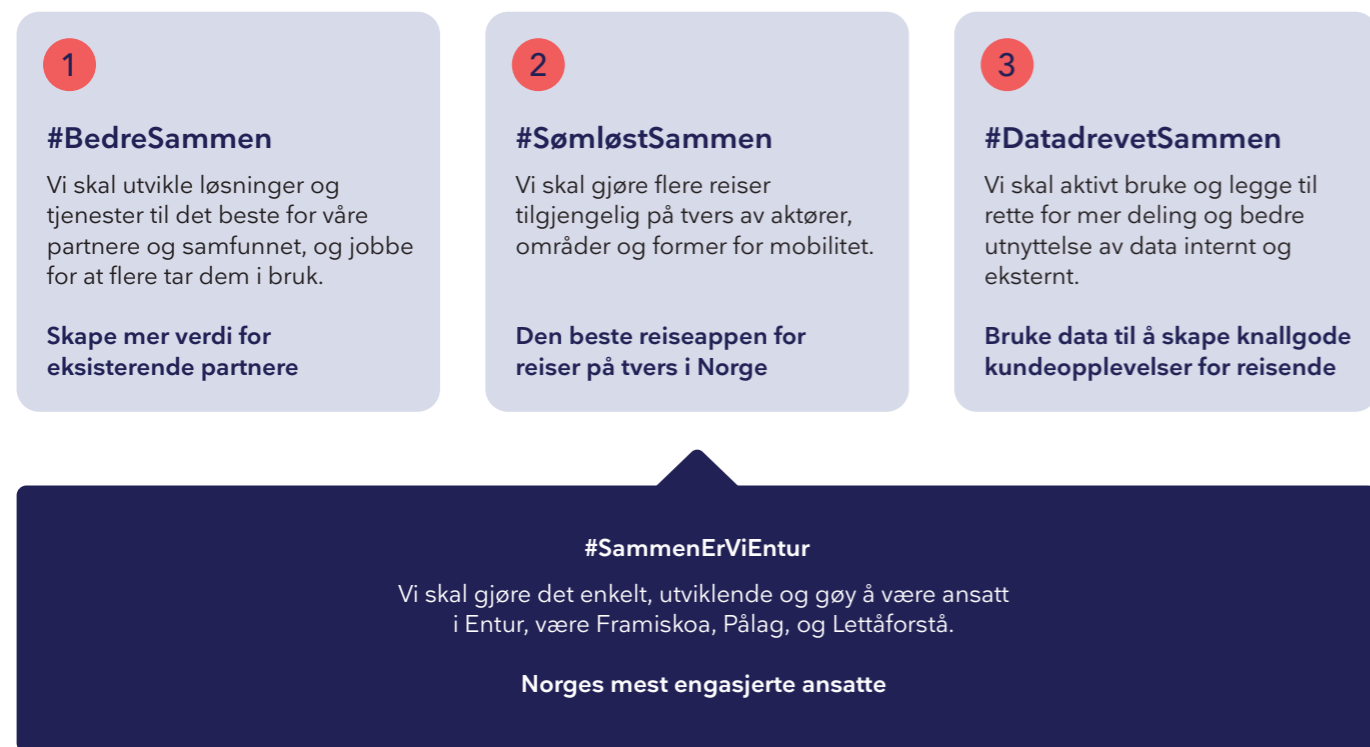 1
#BedreSammen
Vi skal utvikle løsninger og
tjenester til det beste for våre
partnere og samfunnet, og jobbe
for at flere tar dem i bruk.
Skape mer verdi for
eksisterende partnere
2
#SømløstSammen
Vi skal gjøre flere reiser
tilgjengelig på tvers av aktører,
områder og former for mobilitet.
Den beste reiseappen for
reiser på tvers i Norge
3
#DatadrevetSammen
Vi skal aktivt bruke og legge til
rette for mer deling og bedre
utnyttelse av data internt og
eksternt.
Bruke data til å skape knallgode
kundeopplevelser for reisende
#SammenErViEntur
Vi skal gjøre det enkelt, utviklende og gøy å være ansatt
i Entur, være Framiskoa, Pålag, og Lettåforstå.
Norges mest engasjerte ansatte